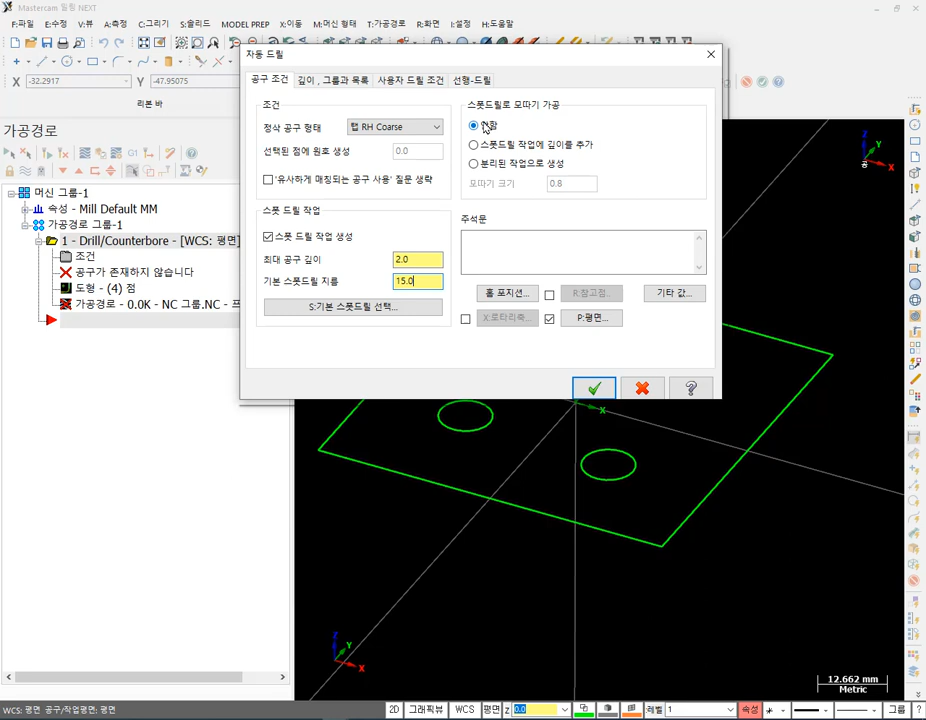 Mastercam 밀링 FHB2
F:파일 E:수정 V:뷰 A:측정 C:그리기 S:솔리드 MODEL PREP X:이동 M:머신 형태 T:가공경로 R:화면 I:설정 H:도움말
X -32.2917 Y -47.95075
리본 바
가공경로
머신 그룹-1
속성 - Mill Default MM
가공경로 그룹-1
1 - Drill/Counterbore - [WCS: 평면]
조건
공구가 존재하지 않습니다
도형 - (4) 점
가공경로 - 0.0K - NC 그룹.NC - 프
자동 드릴
공구 조건 깊이 , 그룹과 목록 사용자 드릴 조건 선행-드릴
조건
정삭 공구 형태 RH Coarse
선택된 점에 원호 생성 0.0
'유사하게 매칭되는 공구 사용' 질문 생략
스폿 드릴 작업
스폿 드릴 작업 생성
최대 공구 깊이 2.0
기본 스폿드릴 지름 15.0
S:기본 스폿드릴 선택...
스폿드릴로 모따기 가공
스폿드릴 작업에 깊이를 추가
분리된 작업으로 생성
모따기 크기 0.8
주석문
홈 포지션... R:참고점... 기타 값...
X:로타리축... P:평면...
Z Y X
X
Z Y X
12.662 mm
Metric
WCS: 평면 공구/작업평면: 평면
2D 그래픽뷰 WCS 평면 z 0.0 레벨 1 속성 그룹 ?